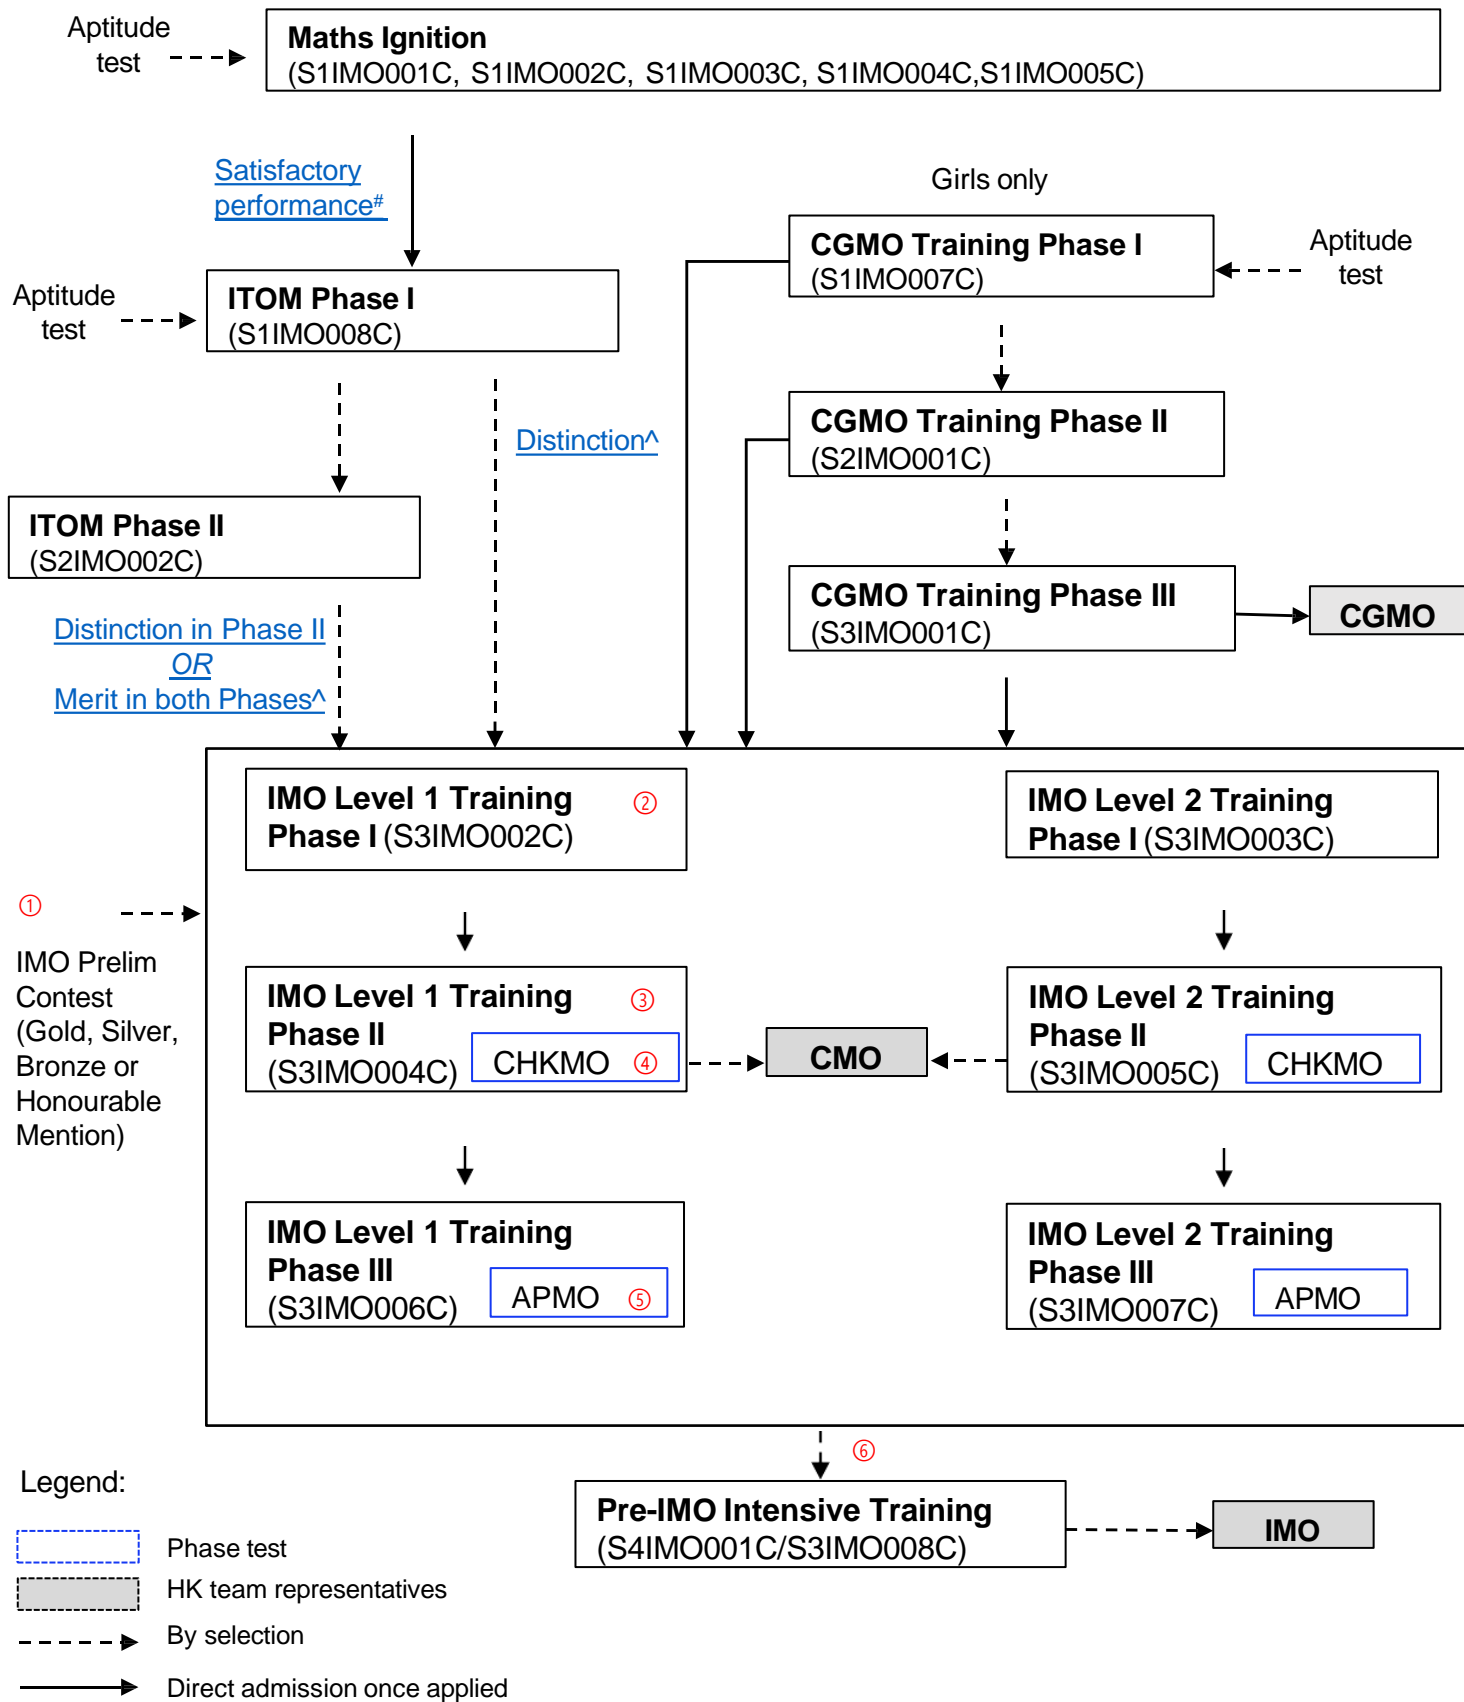 Aptitude
test
Maths Ignition
(S1IMO001C, S1IMO002C, S1IMO003C, S1IMO004C,S1IMO005C)
Satisfactory
performance#
Girls only
CGMO Training Phase I
(S1IMO007C)
Aptitude
test
Aptitude
test
ITOM Phase I
(S1IMO008C)
CGMO Training Phase II
(S2IMO001C)
Distinction^
ITOM Phase II
(S2IMO002C)
CGMO Training Phase III
(S3IMO001C)
CGMO
Distinction in Phase II
OR
Merit in both Phases^
IMO Level 1 Training ②
Phase I (S3IMO002C)
IMO Level 2 Training
Phase I (S3IMO003C)
①
IMO Prelim
Contest
(Gold, Silver,
Bronze or
Honourable
Mention)
IMO Level 1 Training ③
Phase II
(S3IMO004C)
CHKMO ④
CMO
IMO Level 2 Training
Phase II
(S3IMO005C)
CHKMO
IMO Level 1 Training
Phase III
(S3IMO006C)
APMO ⑤
IMO Level 2 Training
Phase III
(S3IMO007C)
APMO
⑥
Pre-IMO Intensive Training
(S4IMO001C/S3IMO008C)
IMO
Legend:
Phase test
HK team representatives
By selection
Direct admission once applied